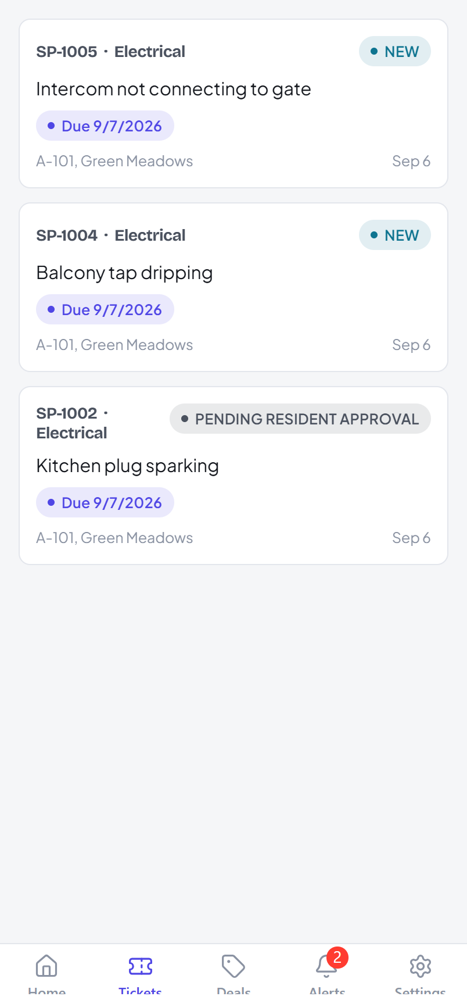 SP-1005 · Electrical
NEW
Intercom not connecting to gate
Due 9/7/2026
A-101, Green Meadows
Sep 6
SP-1004 · Electrical
NEW
Balcony tap dripping
Due 9/7/2026
A-101, Green Meadows
Sep 6
SP-1002 ·
Electrical
PENDING RESIDENT APPROVAL
Kitchen plug sparking
Due 9/7/2026
A-101, Green Meadows
Sep 6
2
Home
Tickets
Deals
Alerts
Settings